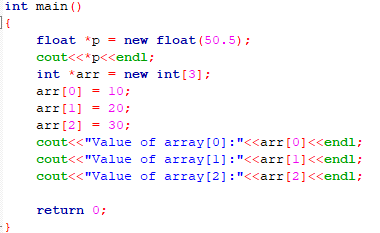 int main()
{
float *p = new float(50.5);
cout<<*p<<endl;
int *arr = new int[3];
arr[0] = 10;
arr[1] = 20;
arr[2] = 30;
cout<<"Value of array[0]:"<<arr[0]<<endl;
cout<<"Value of array[1]:"<<arr[1]<<endl;
cout<<"Value of array[2]:"<<arr[2]<<endl;
return 0;
}